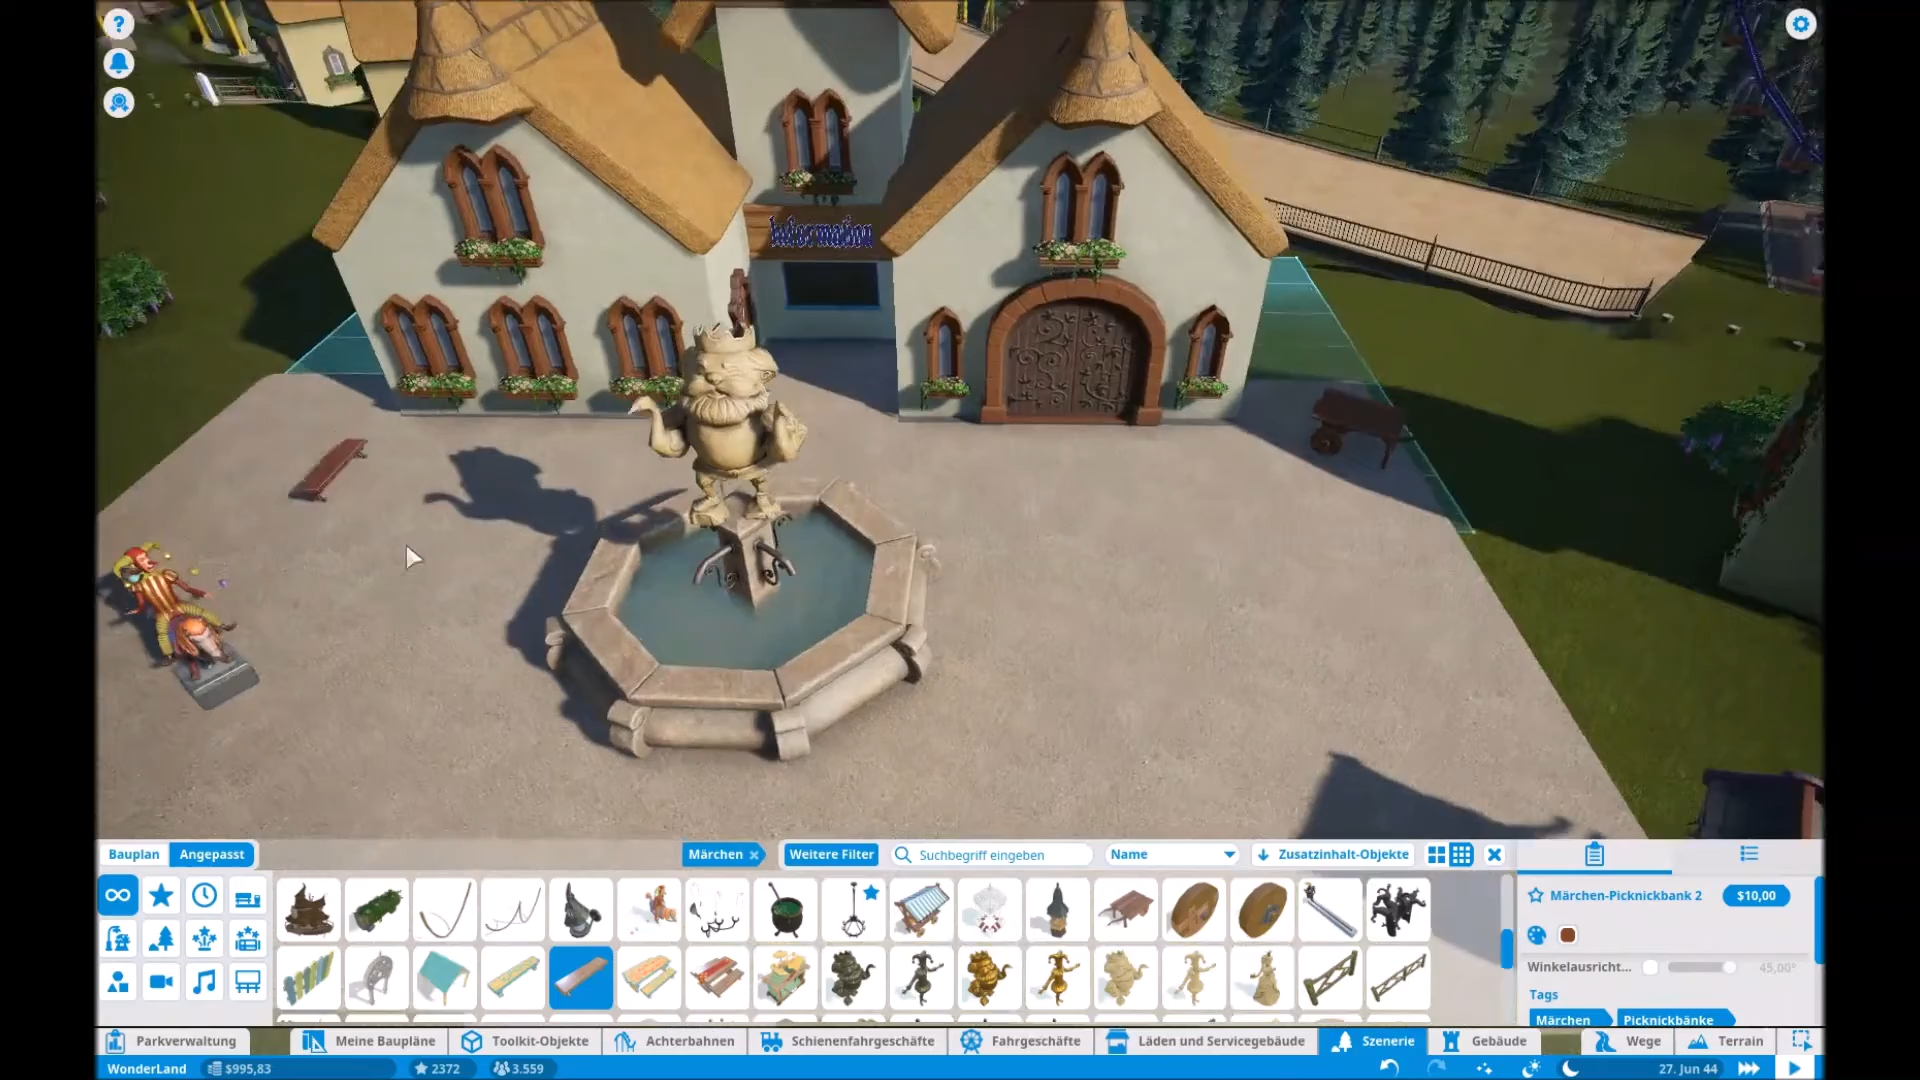 Information
Bauplan
Angepasst
Märchen
Weitere Filter
Suchbegriff eingeben
Name
Zusatzinhalt-Objekte
Märchen-Picknickbank 2
$10,00
Winkelausricht...
45,00°
Tags
Märchen
Picknickbänke
Parkverwaltung
Meine Baupläne
Toolkit-Objekte
Achterbahnen
Schienenfahrgeschäfte
Fahrgeschäfte
Läden und Servicegebäude
Szenerie
Gebäude
Wege
Terrain
WonderLand
$995,83
2372
3.559
27. Jun 44